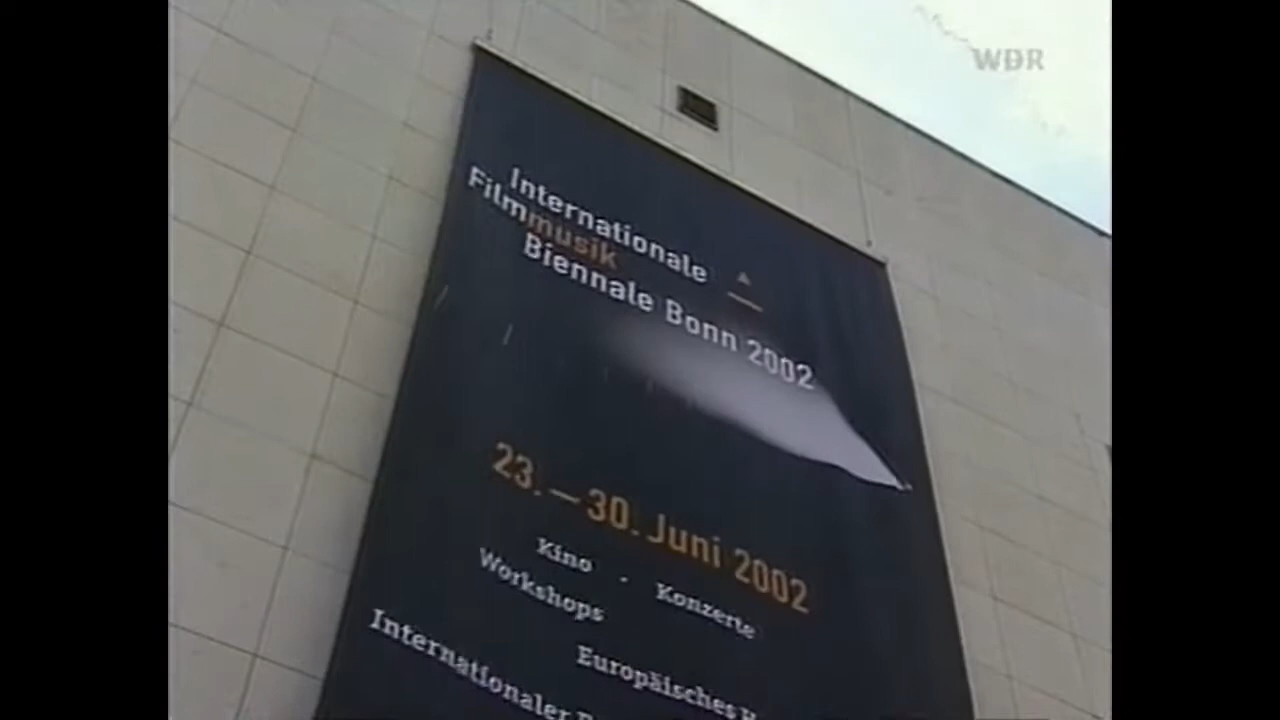 WDR
Internationale
Filmmusik
Biennale Bonn 2002
23. – 30. Juni 2002
Kino - Konzerte
Workshops
Europäisches
Internationaler